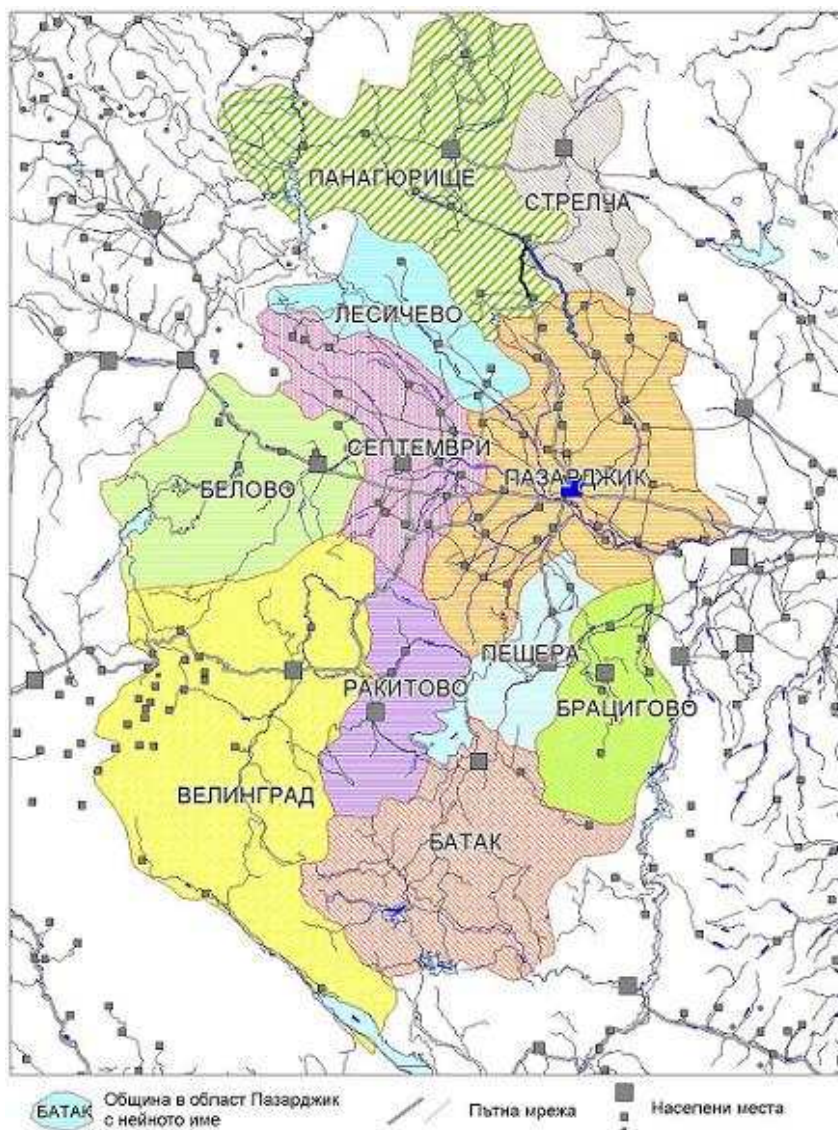 ПАНАГЮРИЩЕ
СТРЕЛЧА
ЛЕСИЧЕВО
СЕПТЕМВРИ
БЕЛОВО
ПАЗАРДЖИК
ПЕЩЕРА
РАКИТОВО
БРАЦИГОВО
ВЕЛИНГРАД
БАТАК
БАТАК
Община в област Пазарджик
с нейното име
Пътна мрежа
Населени места